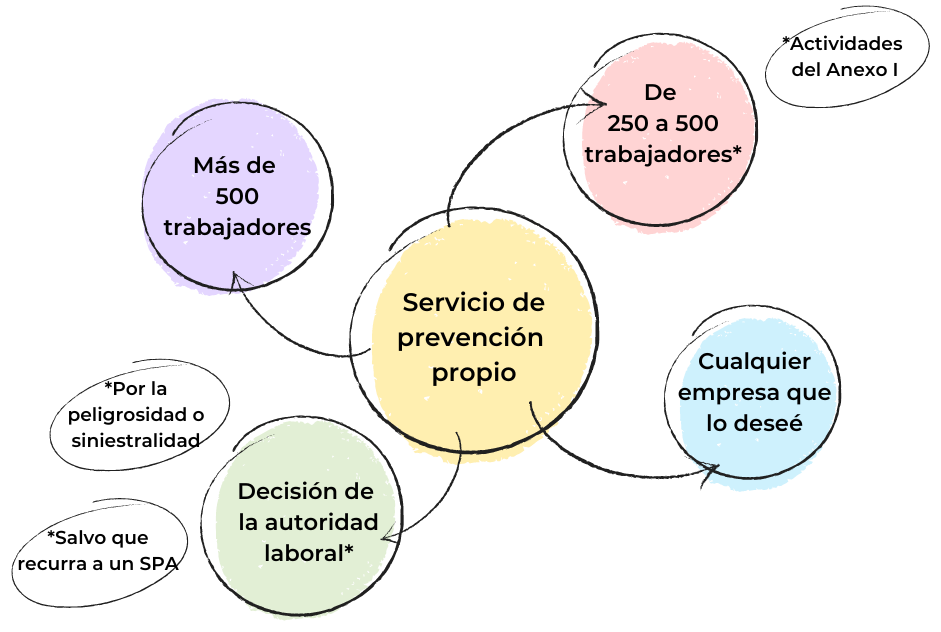 *Actividades
del Anexo I
De
250 a 500
trabajadores*
Más de
500
trabajadores
Servicio de
prevención
propio
Cualquier
empresa que
lo deseé
*Por la
peligrosidad o
siniestralidad
Decisión de
la autoridad
laboral*
*Salvo que
recurra a un SPA